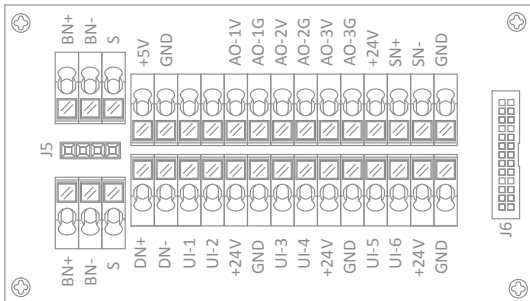 BN+ BN- S +5V GND AO-1V AO-1G AO-2V AO-2G AO-3V AO-3G +24V SN+ SN- GND
J5
J6
BN+ BN- S DN+ DN- UI-1 UI-2 +24V GND UI-3 UI-4 +24V GND UI-5 UI-6 +24V GND